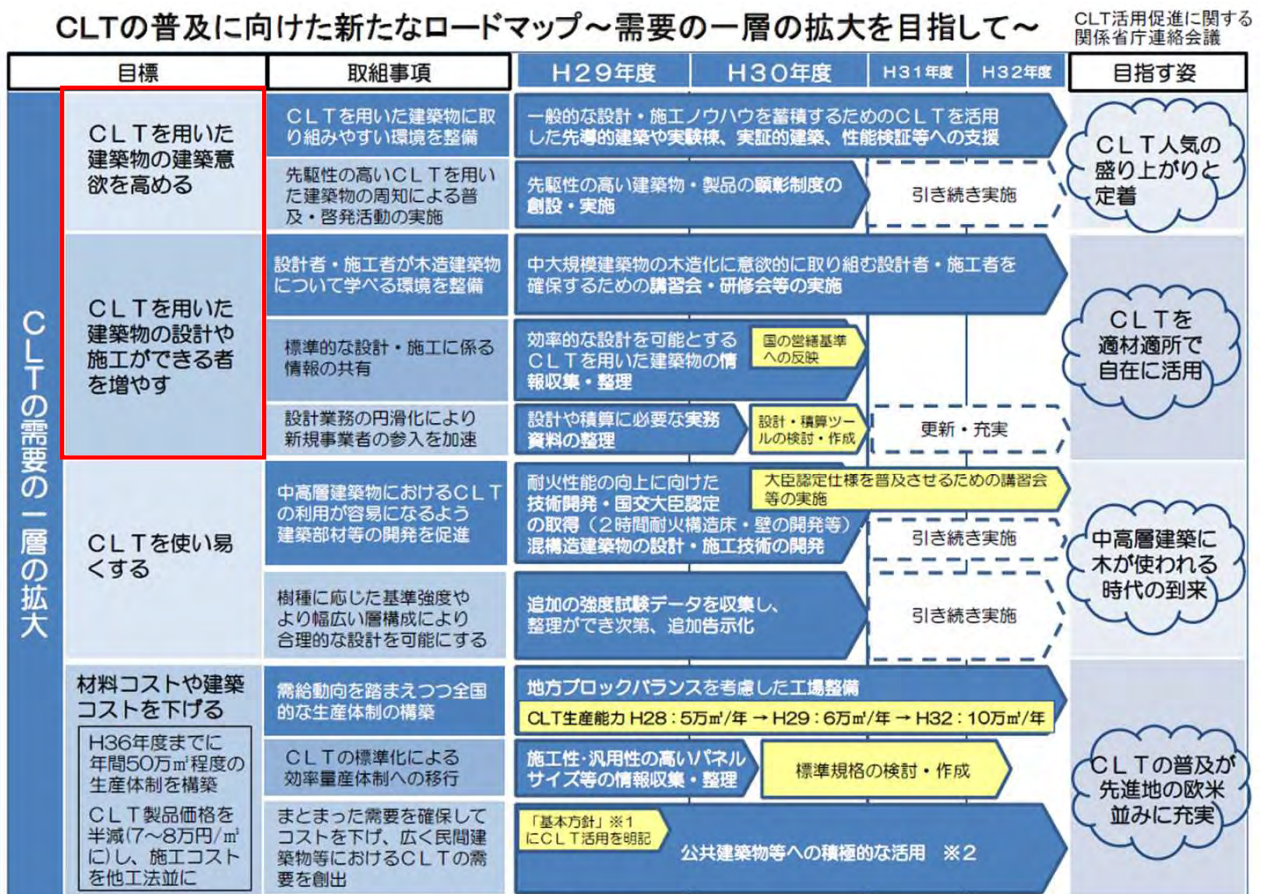 CLTの普及に向けた新たなロードマップ～需要の一層の拡大を目指して～
CLT活用促進に関する
関係省庁連絡会議
目標
取組事項
H29年度
H30年度
H31年度
H32年度
目指す姿
CLTの需要の一層の拡大
CLTを用いた
建築物の建築意
欲を高める
CLTを用いた建築物に取
り組みやすい環境を整備
一般的な設計・施工ノウハウを蓄積するためのCLTを活用
した先導的建築や実験棟、実証的建築、性能検証等への支援
先駆性の高いCLTを用い
た建築物の周知による普
及・啓発活動の実施
先駆性の高い建築物・製品の顕彰制度の
創設・実施
引き続き実施
CLT人気の
盛り上がりと
定着
CLTを用いた
建築物の設計や
施工ができる者
を増やす
設計者・施工者が木造建築物
について学べる環境を整備
中大規模建築物の木造化に意欲的に取り組む設計者・施工者を
確保するための講習会・研修会等の実施
標準的な設計・施工に係る
情報の共有
効率的な設計を可能とする
CLTを用いた建築物の情
報収集・整理
国の営繕基準
への反映
設計業務の円滑化により
新規事業者の参入を加速
設計や積算に必要な実務
資料の整理
設計・積算ツー
ルの検討・作成
更新・充実
CLTを
適材適所で
自在に活用
CLTを使い易
くする
中高層建築物におけるCLT
の利用が容易になるよう
建築部材等の開発を促進
耐火性能の向上に向けた
技術開発・国交大臣認定
の取得（2時間耐火構造床・壁の開発等）
混構造建築物の設計・施工技術の開発
大臣認定仕様を普及させるための講習会
等の実施
引き続き実施
樹種に応じた基準強度や
より幅広い層構成により
合理的な設計を可能にする
追加の強度試験データを収集し、
整理ができ次第、追加告示化
引き続き実施
中高層建築に
木が使われる
時代の到来
材料コストや建築
コストを下げる
H36年度までに
年間50万㎥程度の
生産体制を構築
CLT製品価格を
半減(7～8万円/㎥
に)し、施工コスト
を他工法並に
需給動向を踏まえつつ全国
的な生産体制の構築
地方ブロックバランスを考慮した工場整備
CLT生産能力 H28：5万㎥/年 → H29：6万㎥/年 → H32：10万㎥/年
CLTの標準化による
効率量産体制への移行
施工性・汎用性の高いパネル
サイズ等の情報収集・整理
標準規格の検討・作成
まとまった需要を確保して
コストを下げ、広く民間建
築物等におけるCLTの需
要を創出
「基本方針」※1
にCLT活用を明記
公共建築物等への積極的な活用 ※2
CLTの普及が
先進地の欧米
並みに充実